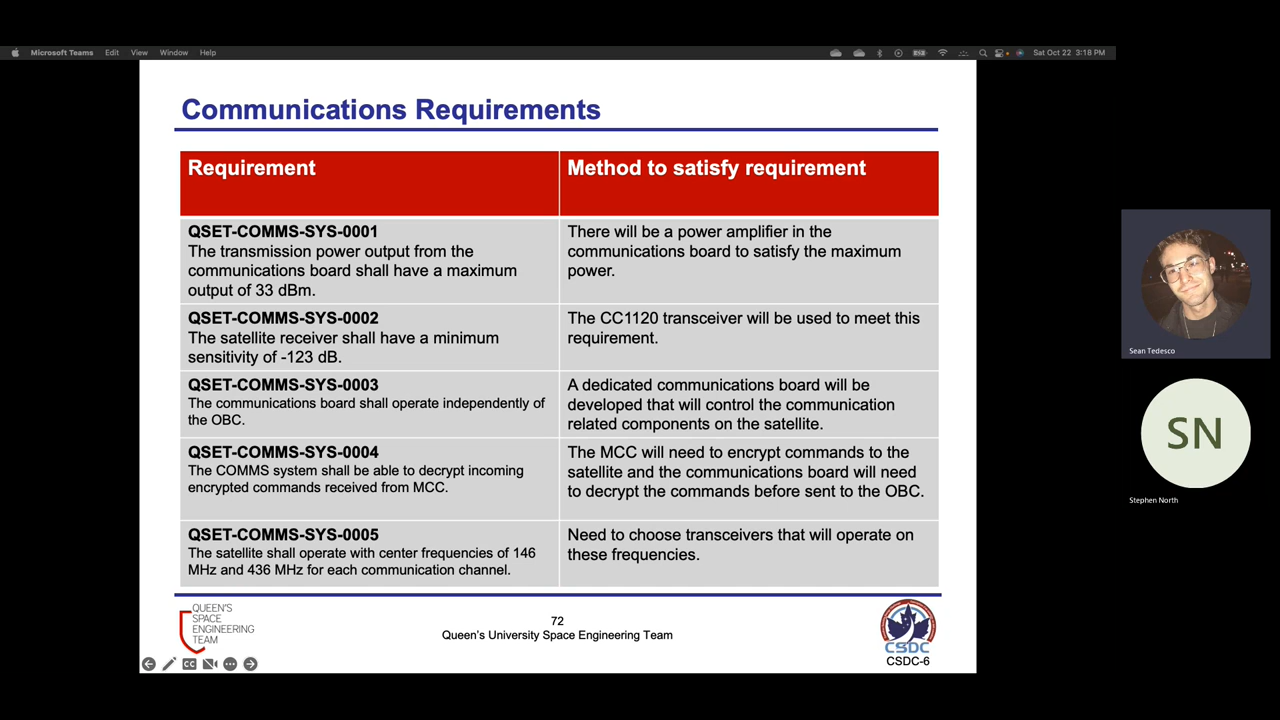 Microsoft Teams Edit View Window Help Sat Oct 22 3:18 PM
Communications Requirements
Requirement
Method to satisfy requirement
QSET-COMMS-SYS-0001
The transmission power output from the
communications board shall have a maximum
output of 33 dBm.
There will be a power amplifier in the
communications board to satisfy the maximum
power.
QSET-COMMS-SYS-0002
The satellite receiver shall have a minimum
sensitivity of -123 dB.
The CC1120 transceiver will be used to meet this
requirement.
QSET-COMMS-SYS-0003
The communications board shall operate independently of
the OBC.
A dedicated communications board will be
developed that will control the communication
related components on the satellite.
QSET-COMMS-SYS-0004
The COMMS system shall be able to decrypt incoming
encrypted commands received from MCC.
The MCC will need to encrypt commands to the
satellite and the communications board will need
to decrypt the commands before sent to the OBC.
QSET-COMMS-SYS-0005
The satellite shall operate with center frequencies of 146
MHz and 436 MHz for each communication channel.
Need to choose transceivers that will operate on
these frequencies.
QUEEN'S
SPACE
ENGINEERING
TEAM
72
Queen's University Space Engineering Team
CSDC
CSDC-6
CC
Sean Tedesco
SN
Stephen North